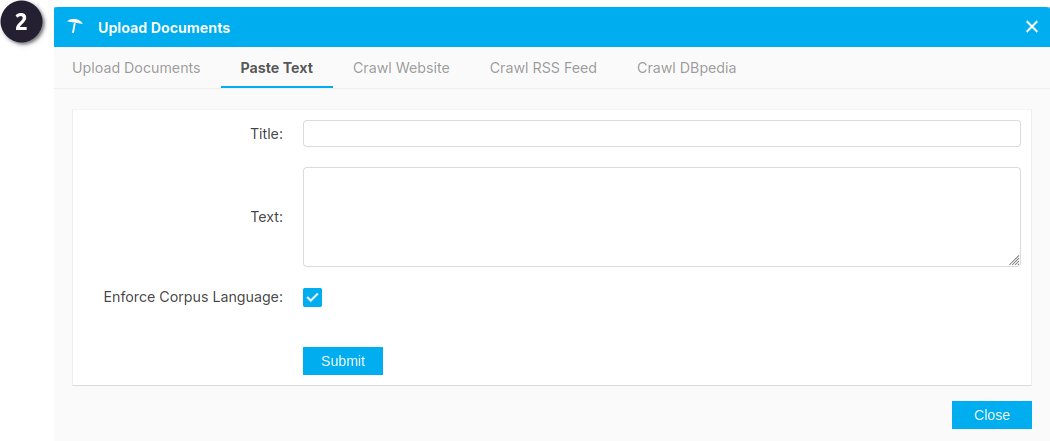 2
Upload Documents
Upload Documents Paste Text Crawl Website Crawl RSS Feed Crawl DBpedia
Title:
Text:
Enforce Corpus Language:
Submit
Close